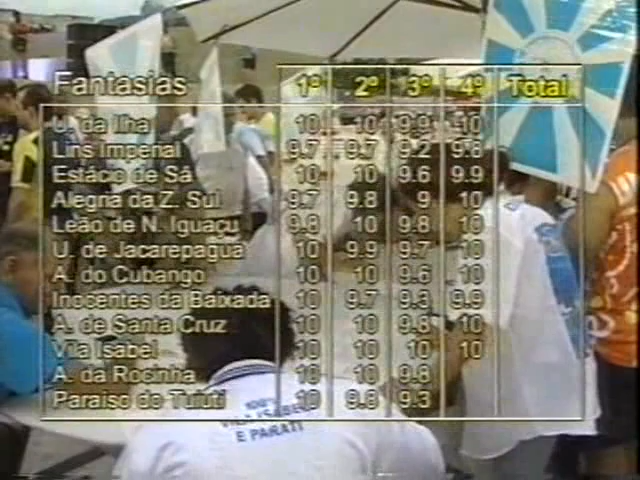 Fantasias 1º 2º 3º 4º Total
U. da Ilha 10 10 9.9 10
Lins Imperial 9.7 9.7 9.2 9.8
Estácio de Sá 10 10 9.6 9.9
Alegria da Z. Sul 9.7 9.8 9 10
Leão de N. Iguaçu 9.8 10 9.8 10
U. de Jacarepaguá 10 9.9 9.7 10
A. do Cubango 10 10 9.6 10
Inocentes da Baixada 10 9.7 9.3 9.9
A. de Santa Cruz 10 10 9.8 10
Vila Isabel 10 10 10 10
A. da Rocinha 10 10 9.8
Paraíso do Tuiuti 10 9.8 9.3
100%
VILA ISABEL
E PARATI